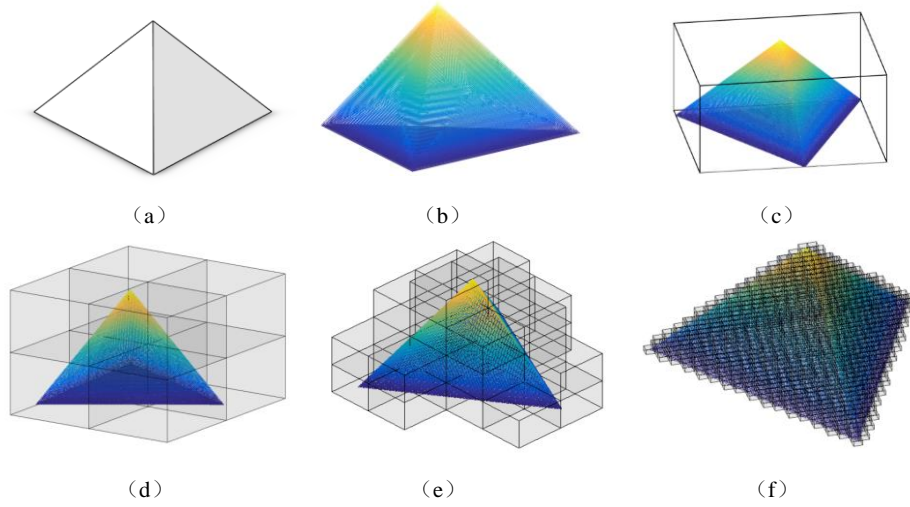 （a） （b） （c）
（d） （e） （f）